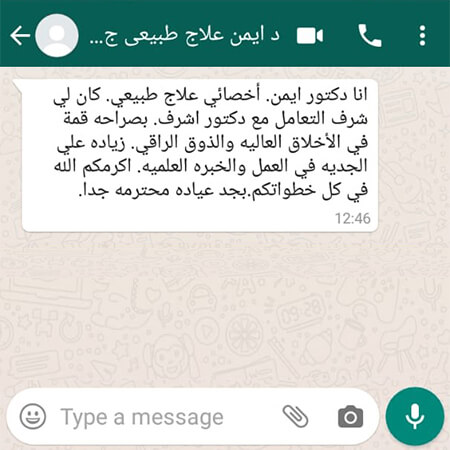 د ايمن علاج طبيعى ج...
انا دكتور ايمن. أخصائي علاج طبيعي. كان لي
شرف التعامل مع دكتور اشرف. بصراحه قمة
في الأخلاق العاليه والذوق الراقي. زياده علي
الجديه في العمل والخبره العلميه. اكرمكم الله
في كل خطواتكم.بجد عياده محترمه جدا.
12:46
Type a message